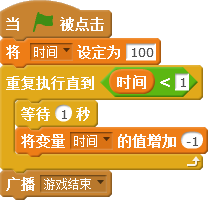 当 被点击
将 时间 设定为 100
重复执行直到 时间 < 1
等待 1 秒
将变量 时间 的值增加 -1
广播 游戏结束